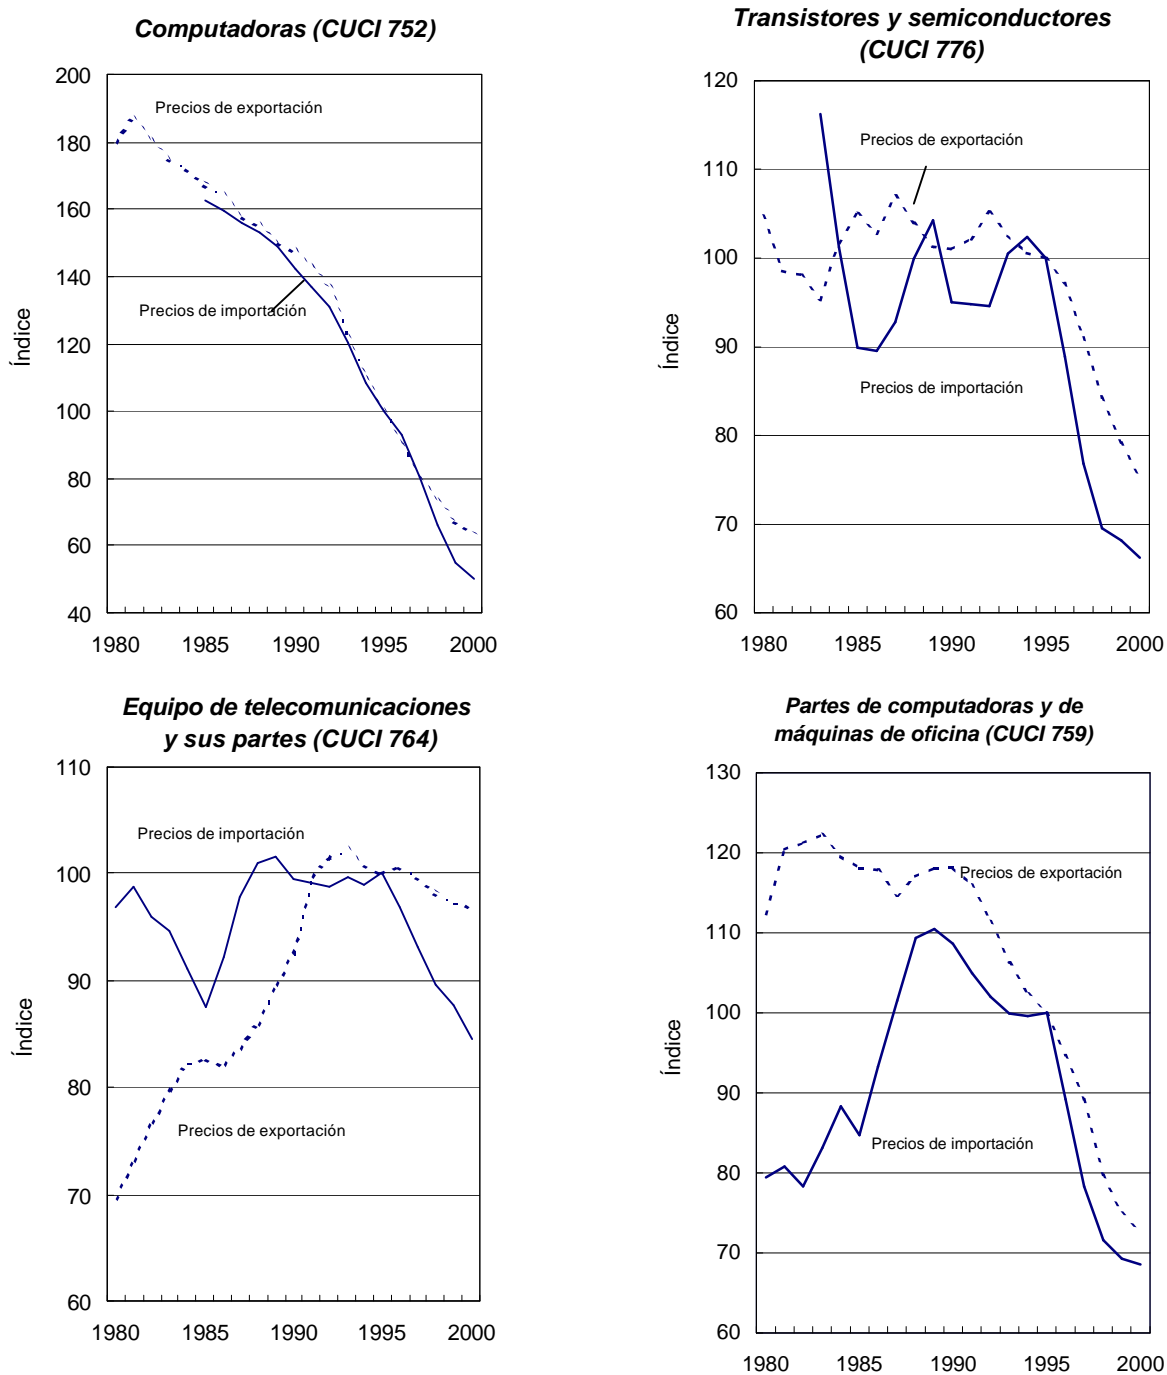 Computadoras (CUCI 752)
200
180
160
140
120
100
80
60
40
Índice
Precios de exportación
Precios de importación
1980 1985 1990 1995 2000
Transistores y semiconductores
(CUCI 776)
120
110
100
90
80
70
60
Índice
Precios de exportación
Precios de importación
1980 1985 1990 1995 2000
Equipo de telecomunicaciones
y sus partes (CUCI 764)
110
100
90
80
70
60
Índice
Precios de importación
Precios de exportación
1980 1985 1990 1995 2000
Partes de computadoras y de
máquinas de oficina (CUCI 759)
130
120
110
100
90
80
70
60
Índice
Precios de exportación
Precios de importación
1980 1985 1990 1995 2000